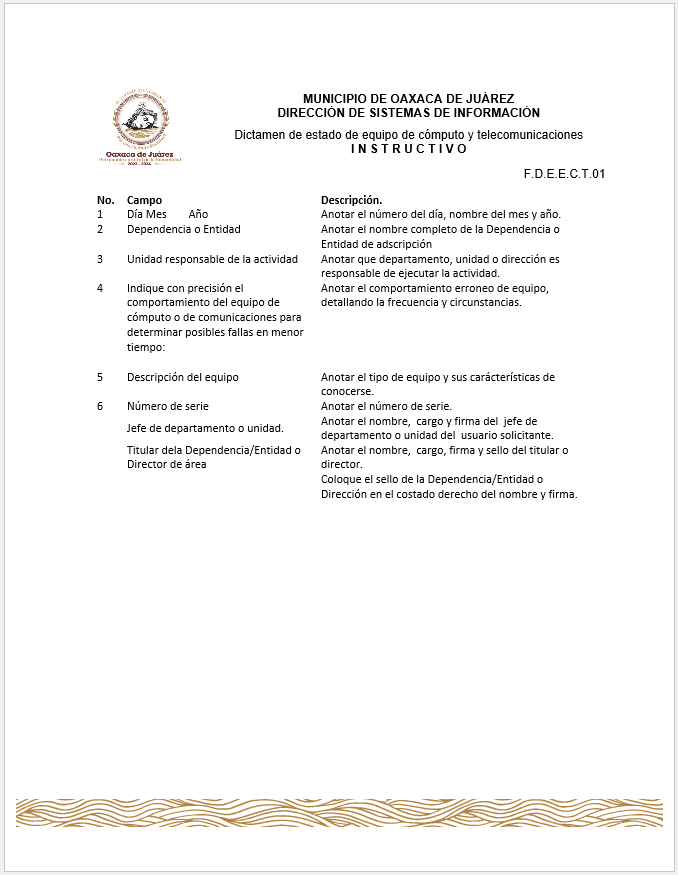 MUNICIPIO DE OAXACA DE JUÁREZ
DIRECCIÓN DE SISTEMAS DE INFORMACIÓN
Dictamen de estado de equipo de cómputo y telecomunicaciones
I N S T R U C T I V O
Oaxaca de Juárez
2022 - 2024
F.D.E.E.C.T.01
No. Campo Descripción.
1 Día Mes Año Anotar el número del día, nombre del mes y año.
2 Dependencia o Entidad Anotar el nombre completo de la Dependencia o
Entidad de adscripción
3 Unidad responsable de la actividad Anotar que departamento, unidad o dirección es
responsable de ejecutar la actividad.
4 Indique con precisión el Anotar el comportamiento erroneo de equipo,
comportamiento del equipo de detallando la frecuencia y circunstancias.
cómputo o de comunicaciones para
determinar posibles fallas en menor
tiempo:
5 Descripción del equipo Anotar el tipo de equipo y sus carácterísticas de
conocerse.
6 Número de serie Anotar el número de serie.
Jefe de departamento o unidad. Anotar el nombre, cargo y firma del jefe de
departamento o unidad del usuario solicitante.
Titular dela Dependencia/Entidad o Anotar el nombre, cargo, firma y sello del titular o
Director de área director.
Coloque el sello de la Dependencia/Entidad o
Dirección en el costado derecho del nombre y firma.